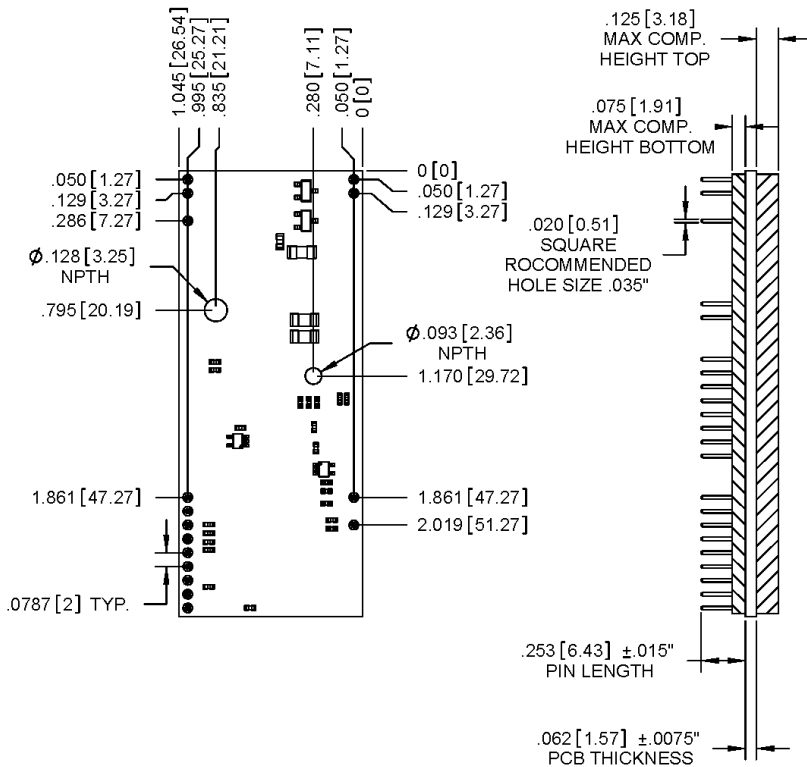 1.045 [26.54]
.995 [25.27]
.835 [21.21]
.280 [7.11]
.050 [1.27]
0 [0]
.125 [3.18]
MAX COMP.
HEIGHT TOP
.075 [1.91]
MAX COMP.
HEIGHT BOTTOM
.050 [1.27]
.129 [3.27]
.286 [7.27]
Ø.128 [3.25]
NPTH
.795 [20.19]
0 [0]
.050 [1.27]
.129 [3.27]
.020 [0.51]
SQUARE
ROCOMMENDED
HOLE SIZE .035"
Ø.093 [2.36]
NPTH
1.170 [29.72]
1.861 [47.27]
.0787 [2] TYP.
1.861 [47.27]
2.019 [51.27]
.253 [6.43] ±.015"
PIN LENGTH
.062 [1.57] ±.0075"
PCB THICKNESS